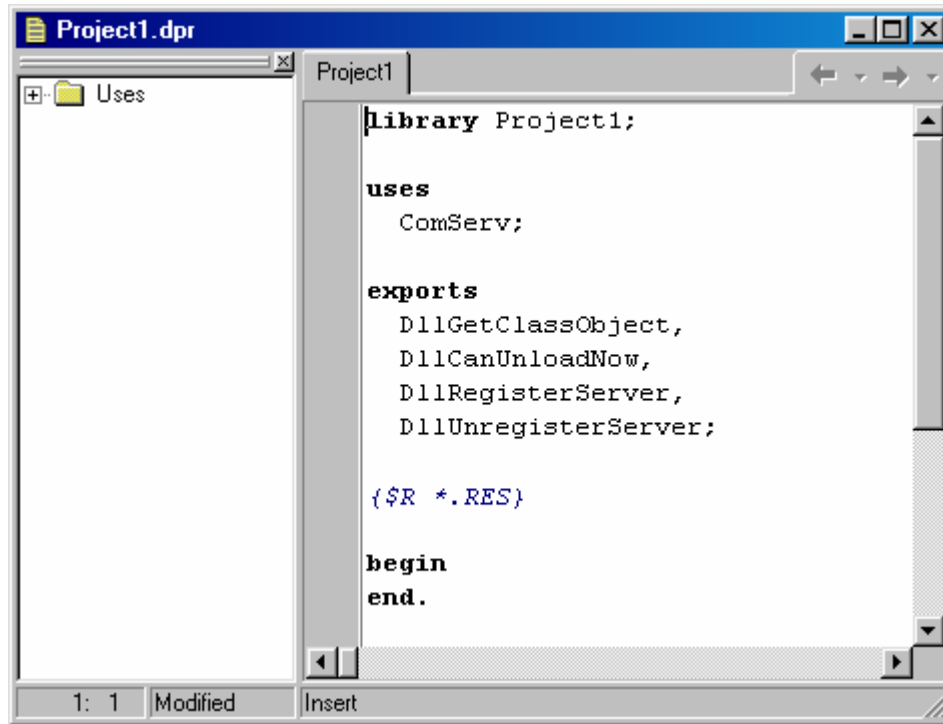 Project1.dpr
Uses
Project1
library Project1;
uses
ComServ;
exports
DllGetClassObject,
DllCanUnloadNow,
DllRegisterServer,
DllUnregisterServer;
{$R *.RES}
begin
end.
1: 1 Modified Insert